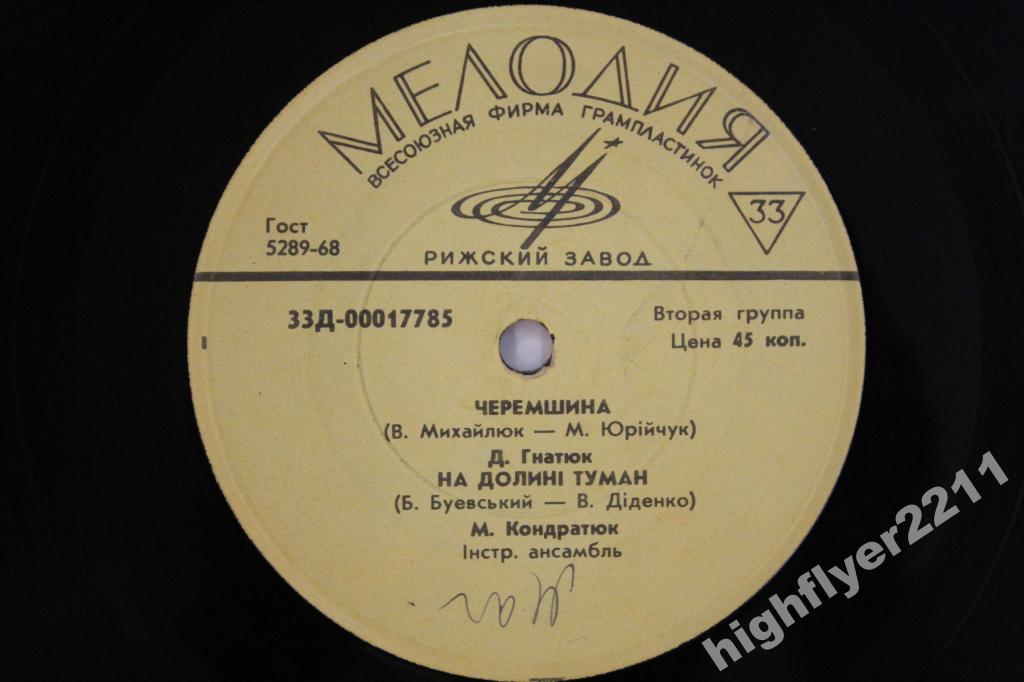 МЕЛОДИЯ
ВСЕСОЮЗНАЯ ФИРМА ГРАМПЛАСТИНОК
33
Гост
5289-68
РИЖСКИЙ ЗАВОД
33Д-00017785
Вторая группа
Цена 45 коп.
ЧЕРЕМШИНА
(В. Михайлюк — М. Юрійчук)
Д. Гнатюк
НА ДОЛИНІ ТУМАН
(Б. Буевський — В. Діденко)
М. Кондратюк
Інстр. ансамбль
highflyer2211